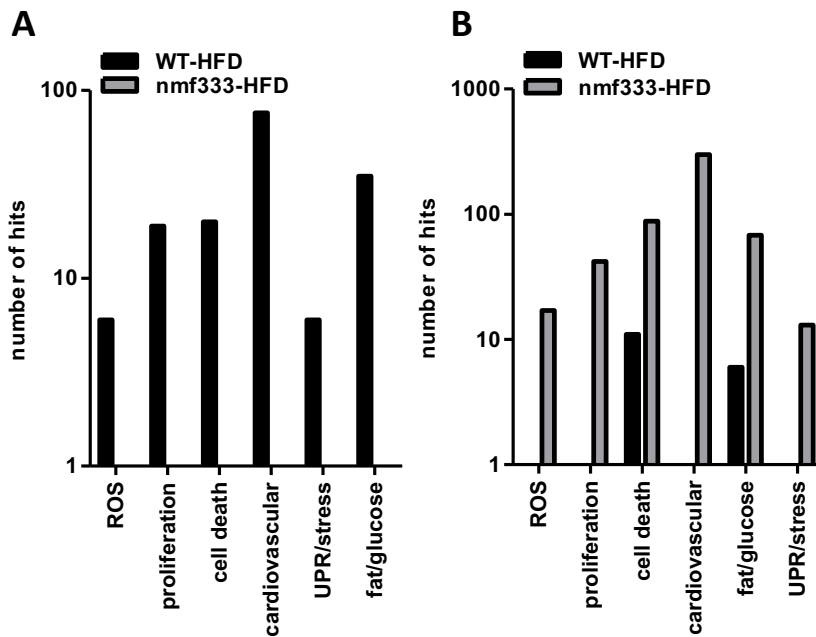 A
WT-HFD
nmf333-HFD
100
10
1
number of hits
ROS
proliferation
cell death
cardiovascular
UPR/stress
fat/glucose
B
WT-HFD
nmf333-HFD
1000
100
10
1
number of hits
ROS
proliferation
cell death
cardiovascular
fat/glucose
UPR/stress